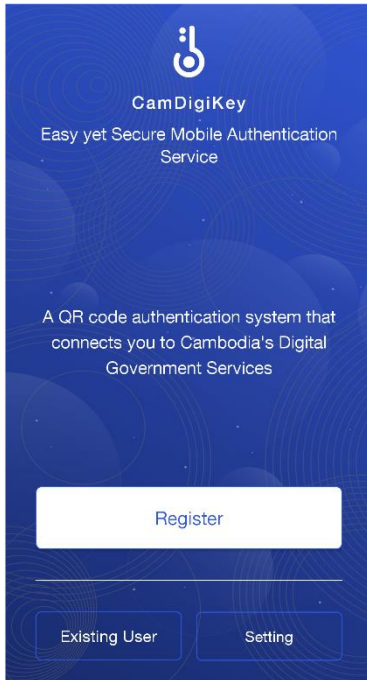 CamDigiKey
Easy yet Secure Mobile Authentication
Service
A QR code authentication system that
connects you to Cambodia's Digital
Government Services
Register
Existing User
Setting